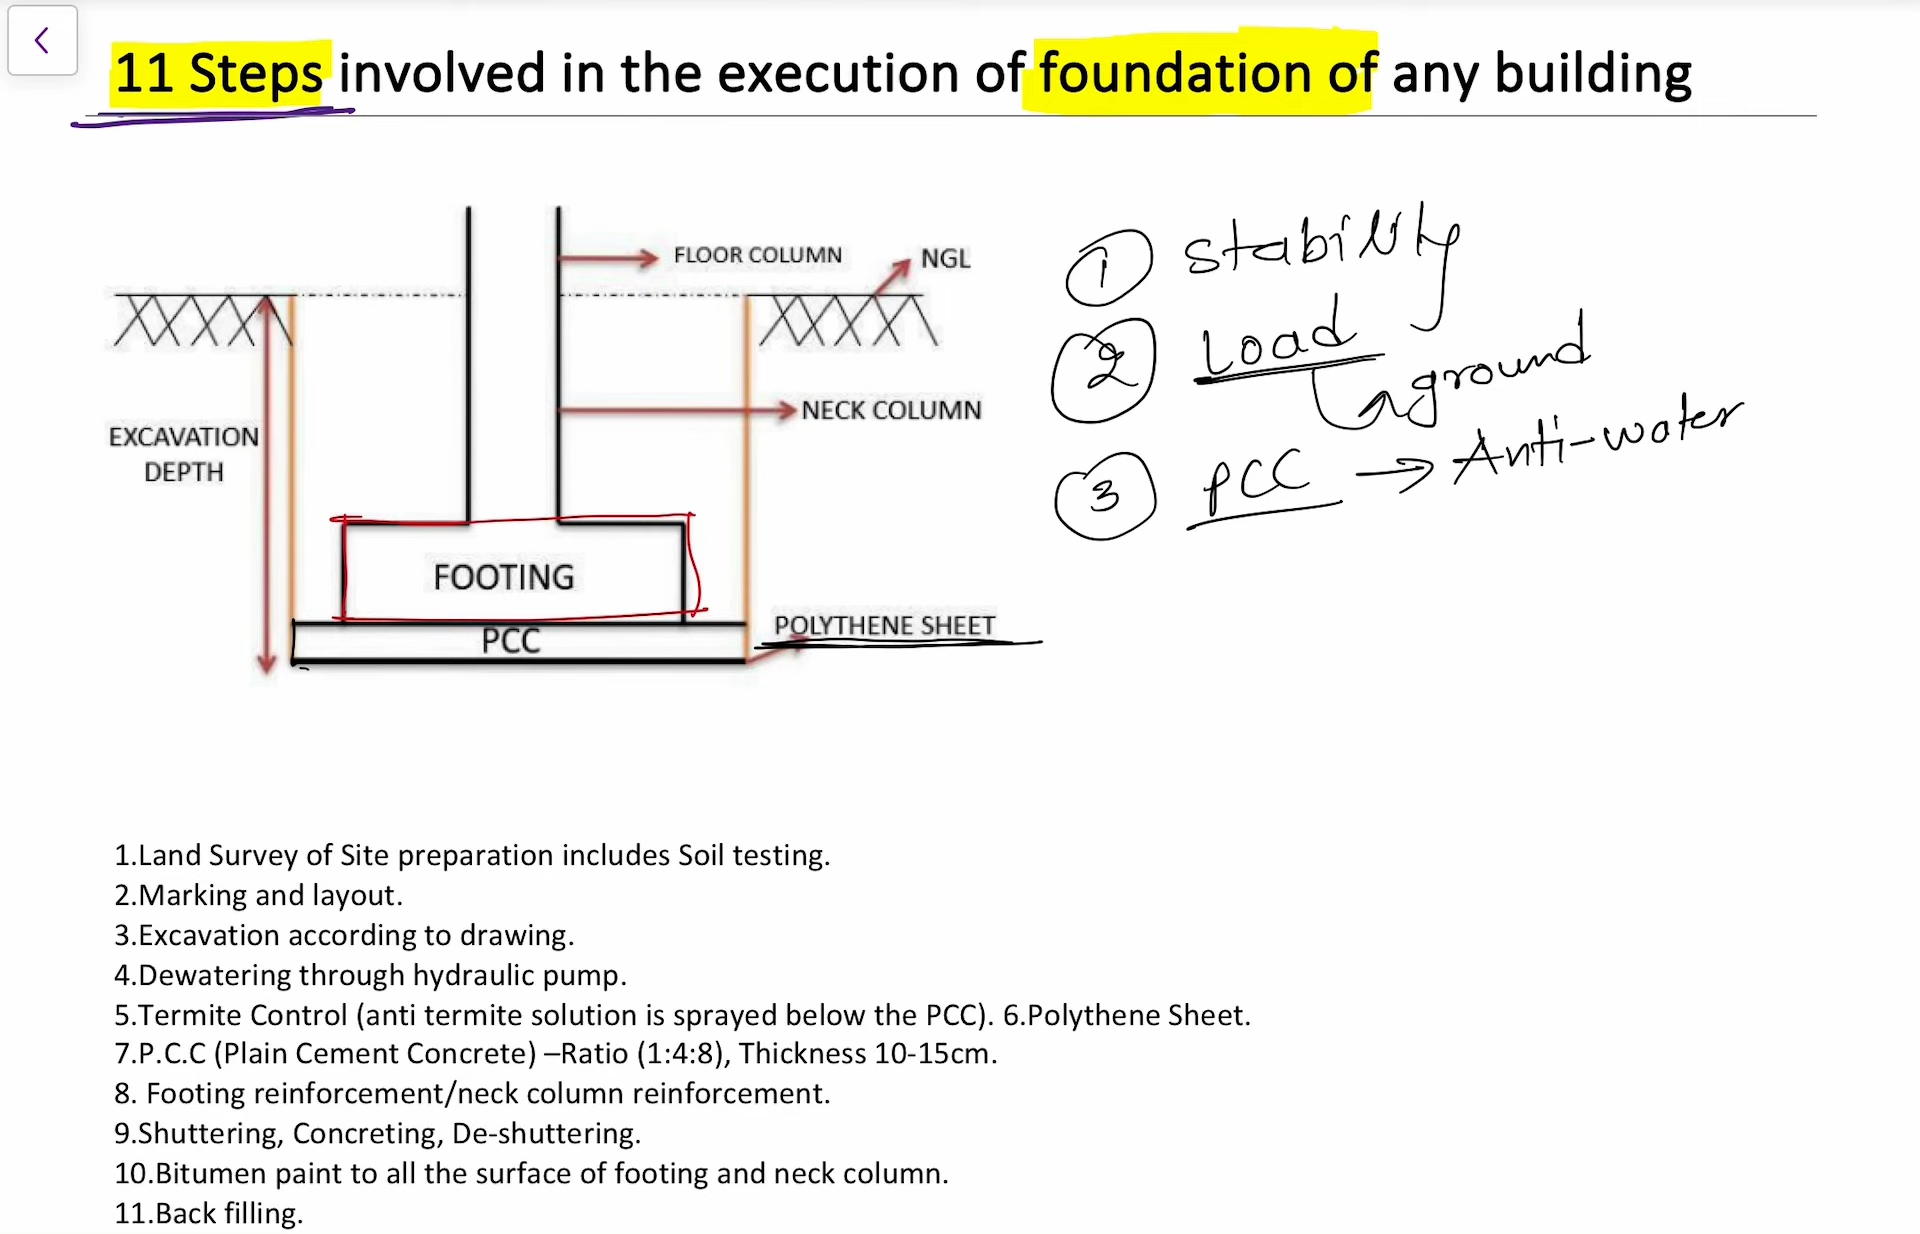 11 Steps involved in the execution of foundation of any building
FLOOR COLUMN
NGL
EXCAVATION
DEPTH
NECK COLUMN
FOOTING
PCC
POLYTHENE SHEET
① stability
② Load
ground
③ PCC → Anti-water
1.Land Survey of Site preparation includes Soil testing.
2.Marking and layout.
3.Excavation according to drawing.
4.Dewatering through hydraulic pump.
5.Termite Control (anti termite solution is sprayed below the PCC). 6.Polythene Sheet.
7.P.C.C (Plain Cement Concrete) –Ratio (1:4:8), Thickness 10-15cm.
8. Footing reinforcement/neck column reinforcement.
9.Shuttering, Concreting, De-shuttering.
10.Bitumen paint to all the surface of footing and neck column.
11.Back filling.